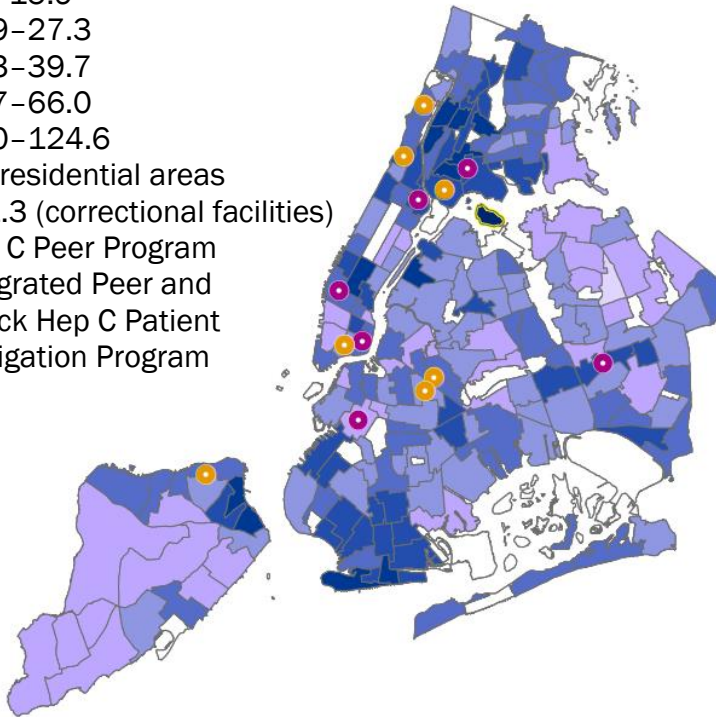 9–27.3
–39.7
–66.0
–124.6
residential areas
.3 (correctional facilities)
C Peer Program
grated Peer and
ck Hep C Patient
igation Program